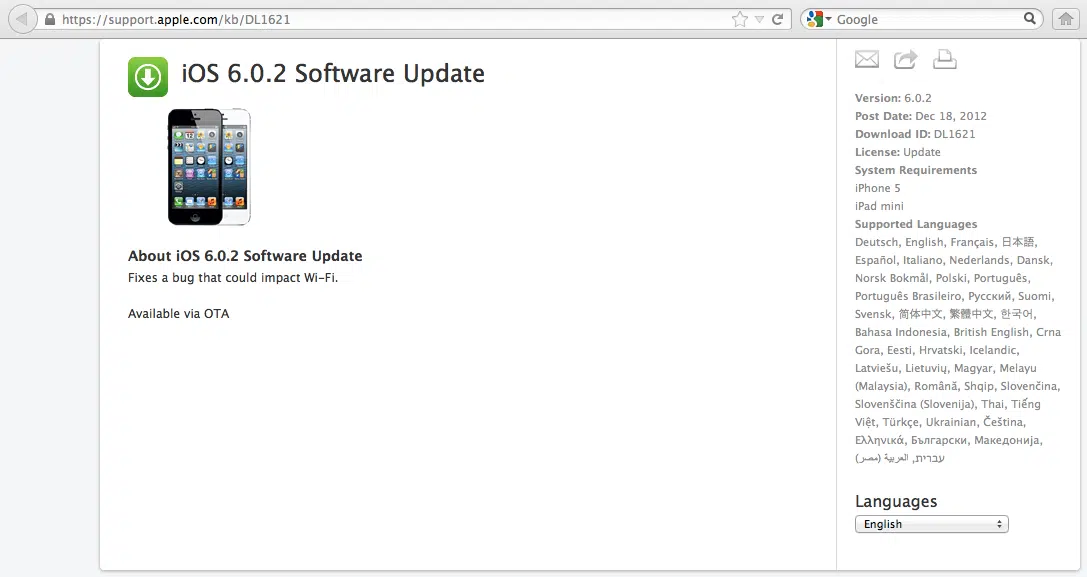 https://support.apple.com/kb/DL1621
Google
iOS 6.0.2 Software Update
About iOS 6.0.2 Software Update
Fixes a bug that could impact Wi-Fi.
Available via OTA
Version: 6.0.2
Post Date: Dec 18, 2012
Download ID: DL1621
License: Update
System Requirements
iPhone 5
iPad mini
Supported Languages
Deutsch, English, Français, 日本語,
Español, Italiano, Nederlands, Dansk,
Norsk Bokmål, Polski, Português,
Português Brasileiro, Русский, Suomi,
Svensk, 简体中文, 繁體中文, 한국어,
Bahasa Indonesia, British English, Crna
Gora, Eesti, Hrvatski, Icelandic,
Latviešu, Lietuvių, Magyar, Melayu
(Malaysia), Română, Shqip, Slovenčina,
Slovenščina (Slovenija), Thai, Tiếng
Việt, Türkçe, Ukrainian, Čeština,
Ελληνικά, Български, Македонија,
עברית, العربية (مصر)
Languages
English